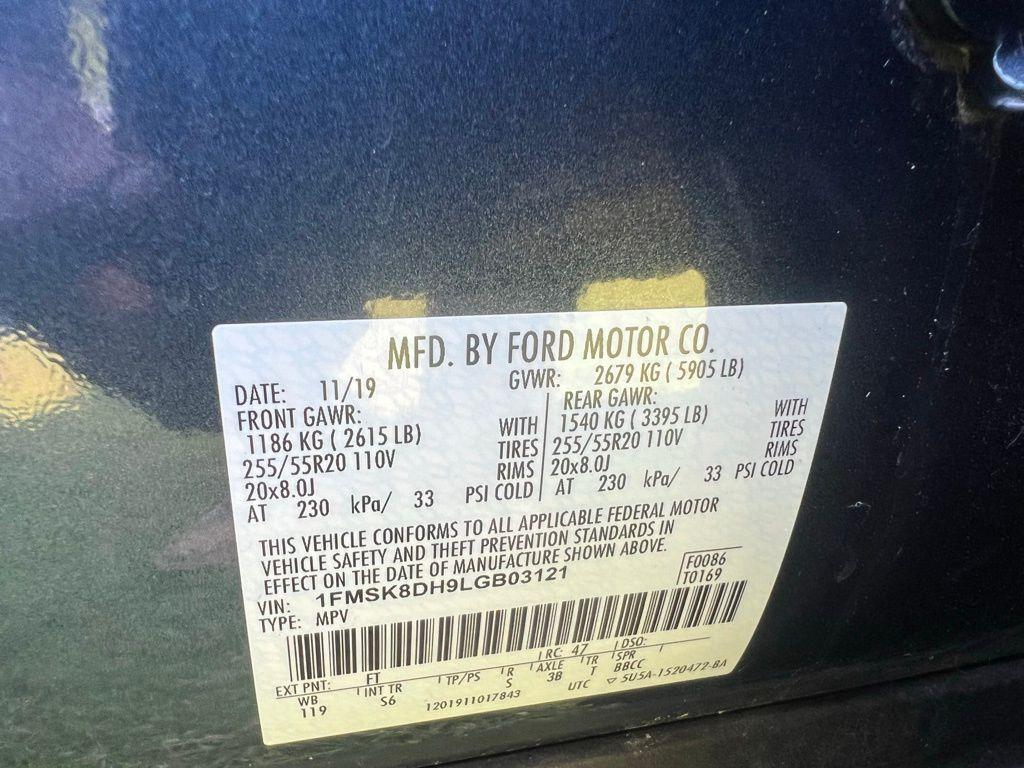 MFD. BY FORD MOTOR CO.
DATE: 11/19 GVWR: 2679 KG ( 5905 LB)
FRONT GAWR: REAR GAWR:
1186 KG ( 2615 LB) WITH 1540 KG ( 3395 LB) WITH
255/55R20 110V TIRES 255/55R20 110V TIRES
20x8.0J RIMS 20x8.0J RIMS
AT 230 kPa/ 33 PSI COLD AT 230 kPa/ 33 PSI COLD
THIS VEHICLE CONFORMS TO ALL APPLICABLE FEDERAL MOTOR
VEHICLE SAFETY AND THEFT PREVENTION STANDARDS IN
EFFECT ON THE DATE OF MANUFACTURE SHOWN ABOVE.
VIN: 1FMSK8DH9LGB03121 F0086
TYPE: MPV T0169
EXT PNT: FT RC: 47 DSO:
WB INT TR TP/PS R AXLE TR SPR
119 S6 S 3B T BBCC
1201911017843 UTC ▽ 5U5A-1520472-BA